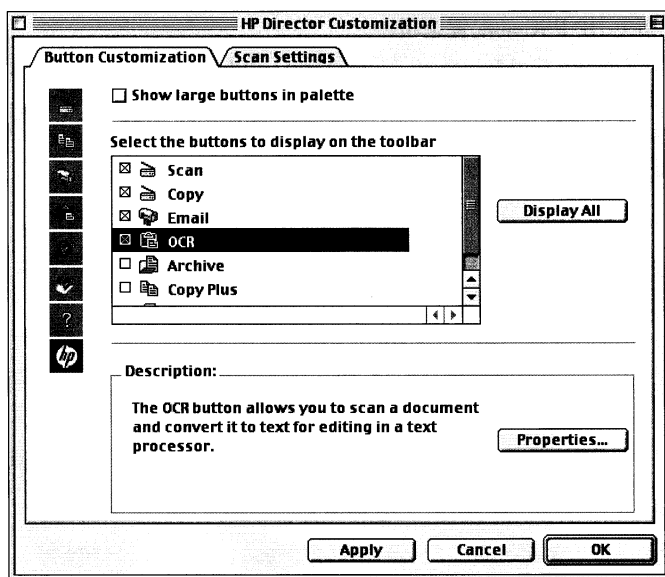 HP Director Customization
Button Customization
Scan Settings
Show large buttons in palette
Select the buttons to display on the toolbar
Scan
Copy
Email
OCR
Archive
Copy Plus
Display All
?
hp
Description:
The OCR button allows you to scan a document
and convert it to text for editing in a text
processor.
Properties...
Apply
Cancel
OK